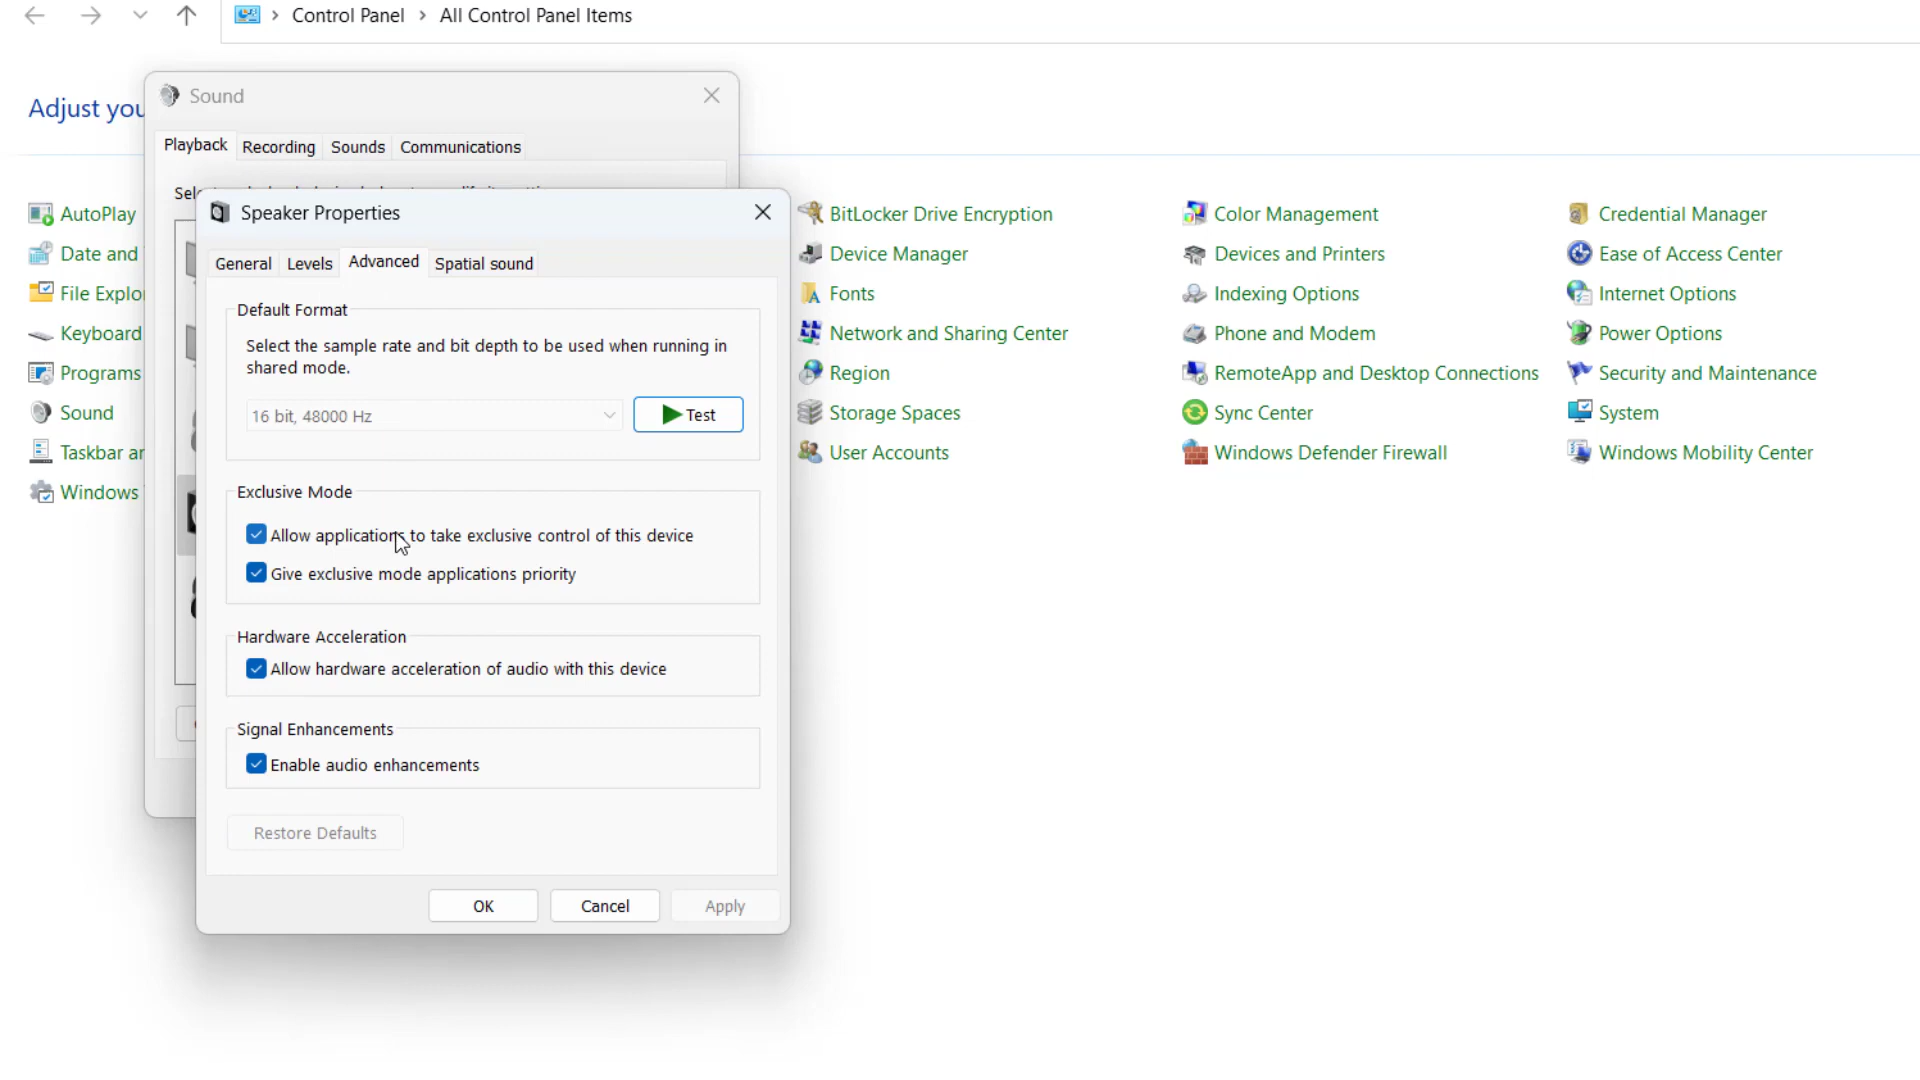 Control Panel > All Control Panel Items
Adjust you
Sound
Playback
Recording
Sounds
Communications
Speaker Properties
General
Levels
Advanced
Spatial sound
Default Format
Select the sample rate and bit depth to be used when running in
shared mode.
16 bit, 48000 Hz
Test
Exclusive Mode
Allow applications to take exclusive control of this device
Give exclusive mode applications priority
Hardware Acceleration
Allow hardware acceleration of audio with this device
Signal Enhancements
Enable audio enhancements
Restore Defaults
OK
Cancel
Apply
AutoPlay
Date and
File Explo
Keyboard
Programs
Sound
Taskbar ar
Windows
BitLocker Drive Encryption
Device Manager
Fonts
Network and Sharing Center
Region
Storage Spaces
User Accounts
Color Management
Devices and Printers
Indexing Options
Phone and Modem
RemoteApp and Desktop Connections
Sync Center
Windows Defender Firewall
Credential Manager
Ease of Access Center
Internet Options
Power Options
Security and Maintenance
System
Windows Mobility Center